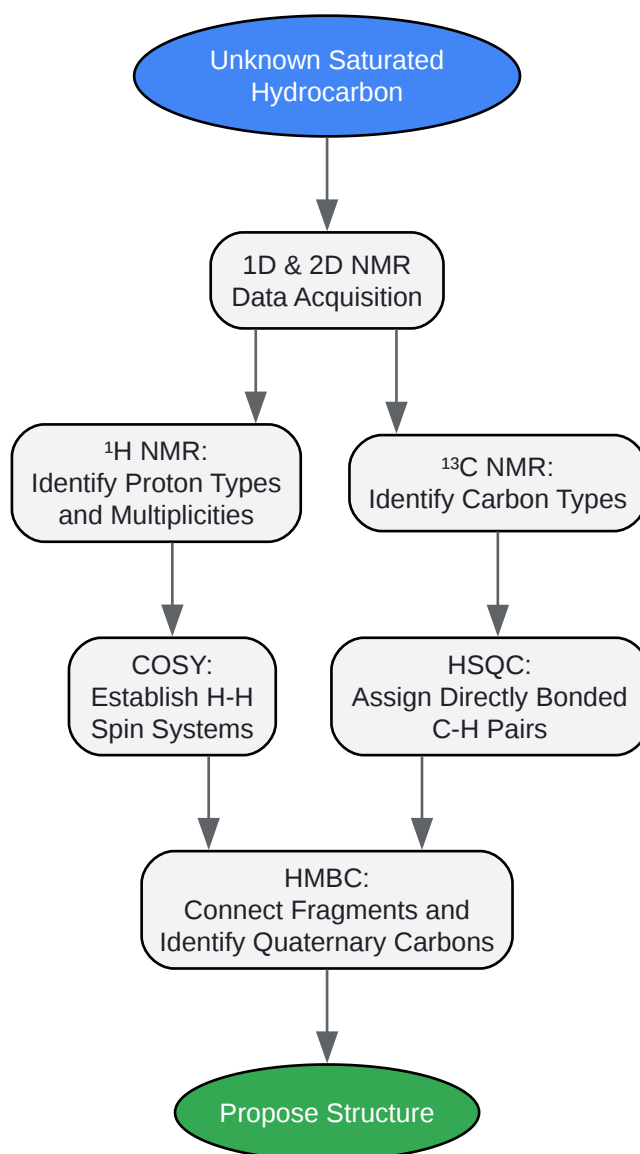 Unknown Saturated
Hydrocarbon
1D & 2D NMR
Data Acquisition
¹H NMR:
Identify Proton Types
and Multiplicities
¹³C NMR:
Identify Carbon Types
COSY:
Establish H-H
Spin Systems
HSQC:
Assign Directly Bonded
C-H Pairs
HMBC:
Connect Fragments and
Identify Quaternary Carbons
Propose Structure